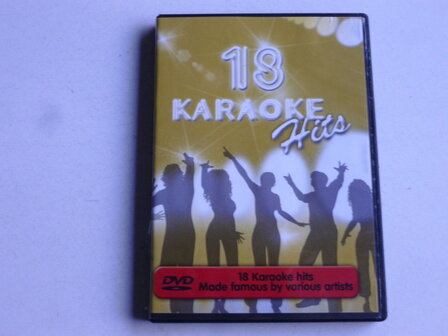 18
KARAOKE
Hits
DVD
18 Karaoke hits
Made famous by various artists